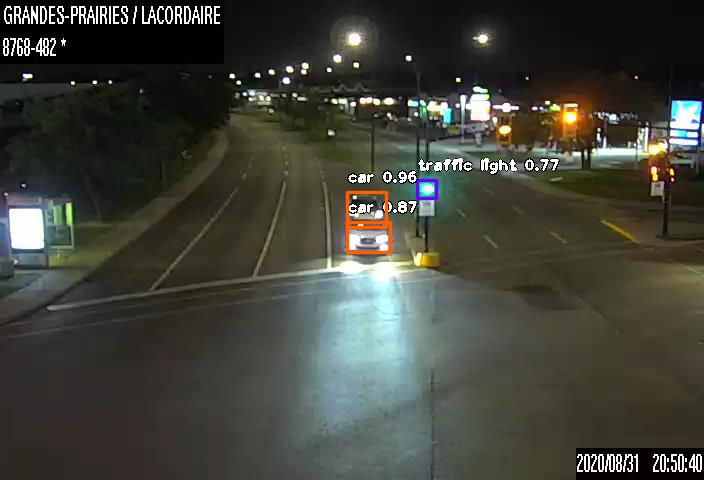 GRANDES-PRAIRIES / LACORDAIRE
8768-482 *
traffic light 0.77
car 0.96
car 0.87
2020/08/31 20:50:40